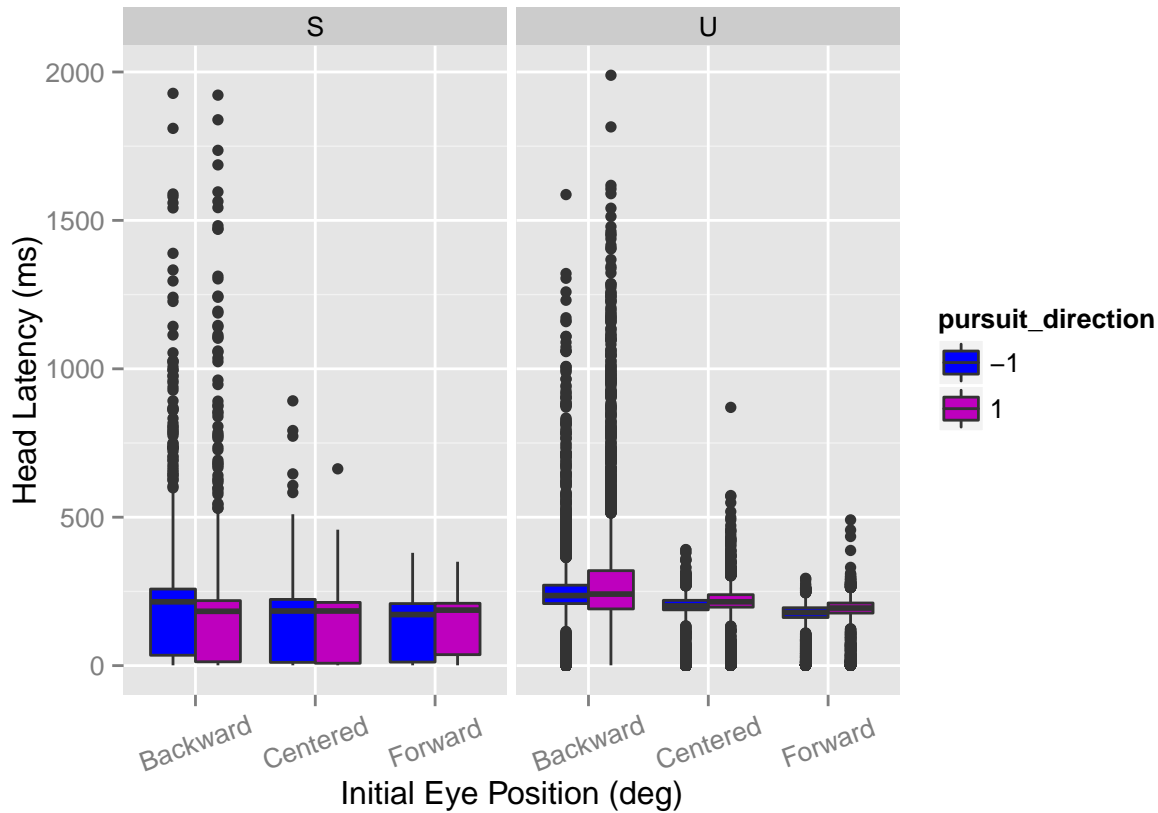 S
U
2000
1500
1000
500
0
Head Latency (ms)
Backward
Centered
Forward
Backward
Centered
Forward
Initial Eye Position (deg)
pursuit_direction
−1
1